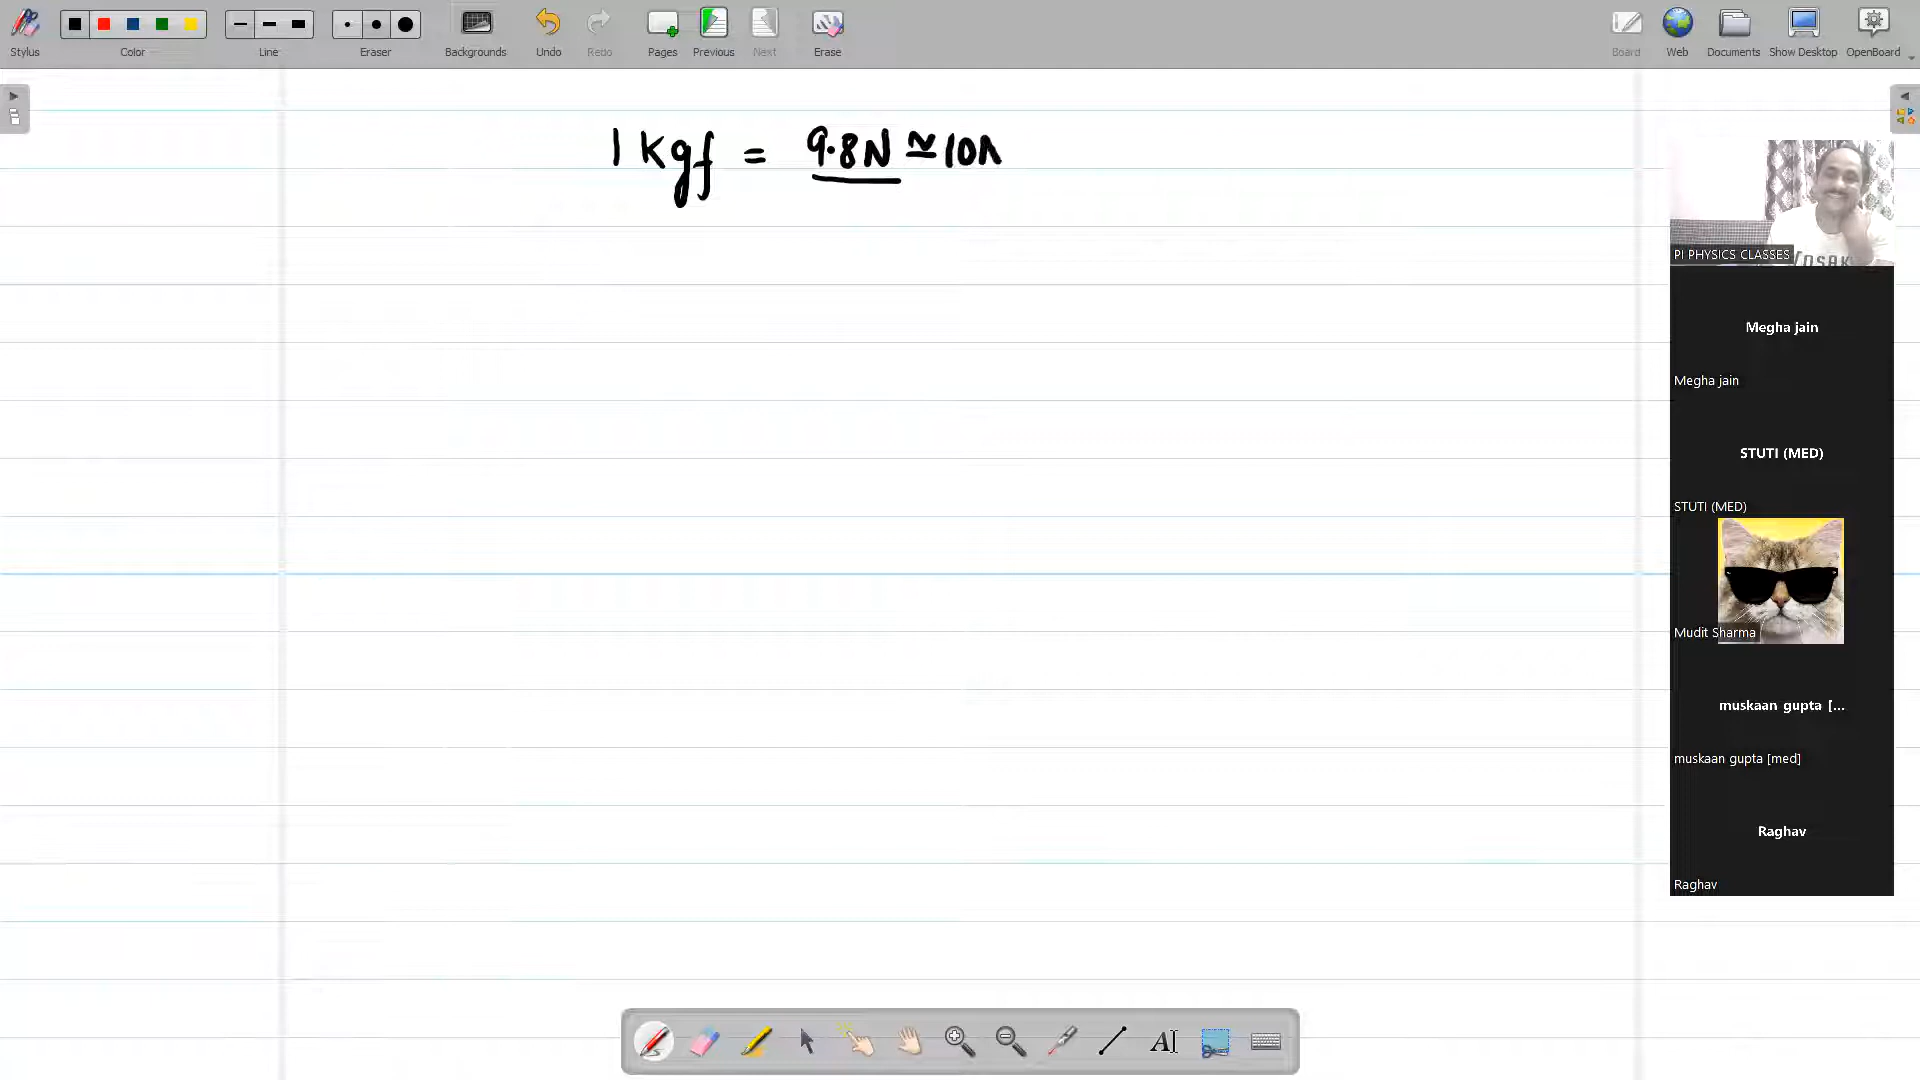 Stylus
Color
Line
Eraser
Backgrounds
Undo
Redo
Pages
Previous
Next
Erase
Board
Web
Documents
Show Desktop
OpenBoard
1 kgf = 9.8N ≅ 10N
PI PHYSICS CLASSES
Megha jain
Megha jain
STUTI (MED)
STUTI (MED)
Mudit Sharma
muskaan gupta [...
muskaan gupta [med]
Raghav
Raghav